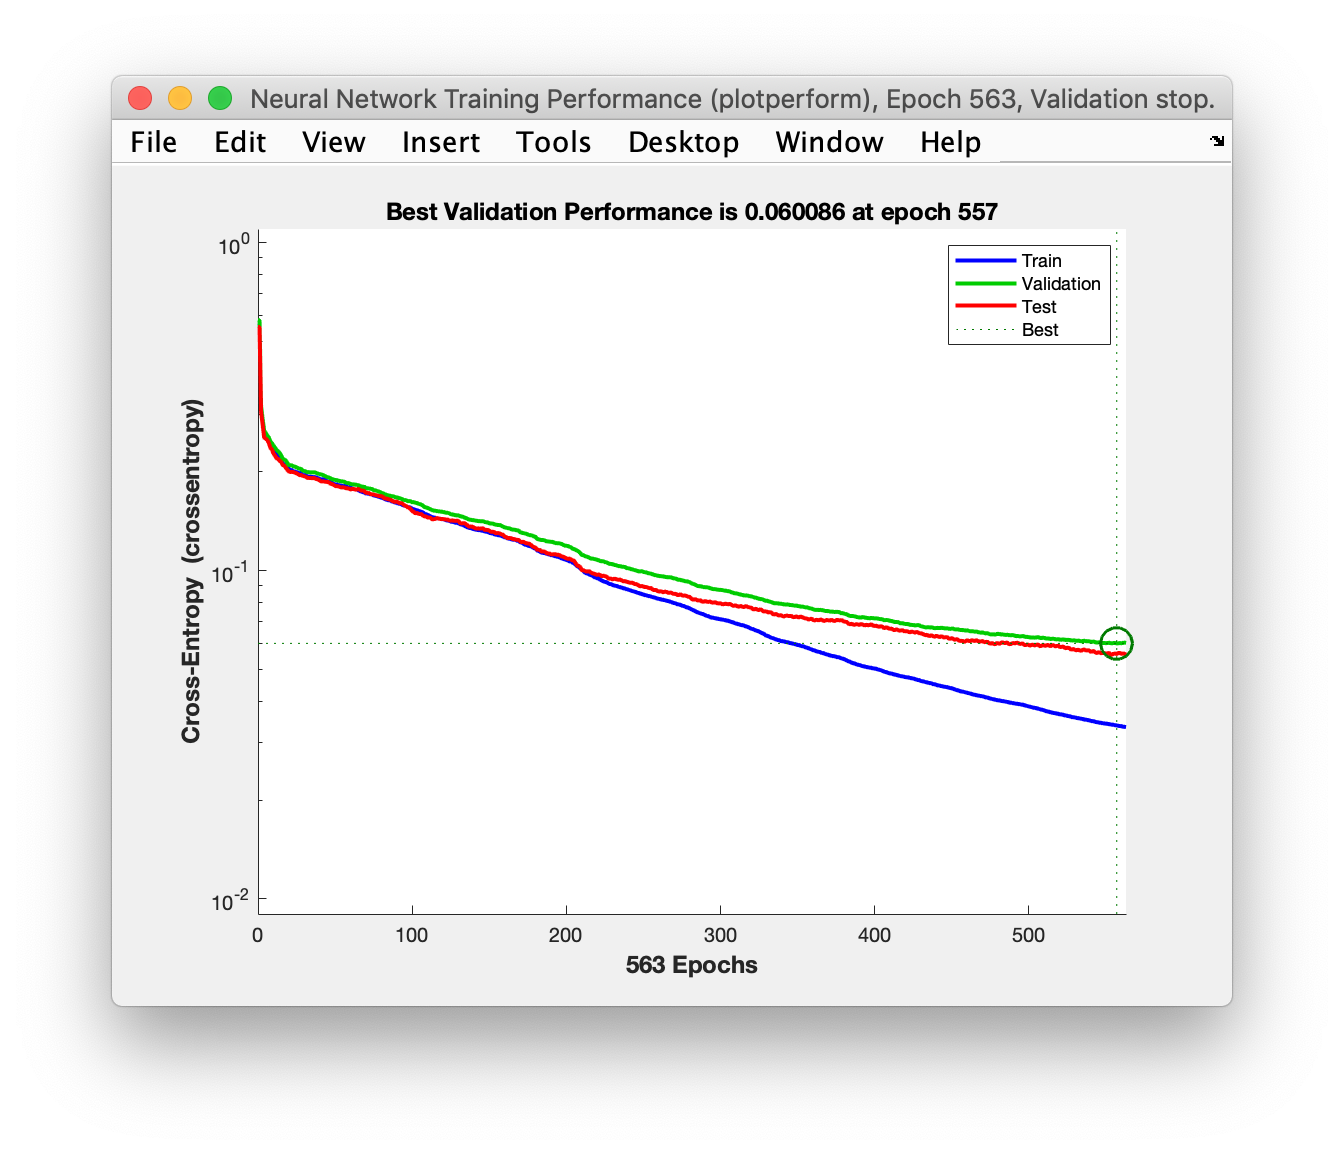 Neural Network Training Performance (plotperform), Epoch 563, Validation stop.
File Edit View Insert Tools Desktop Window Help
Best Validation Performance is 0.060086 at epoch 557
10^0
10^-1
10^-2
Cross-Entropy (crossentropy)
Train
Validation
Test
Best
0 100 200 300 400 500
563 Epochs